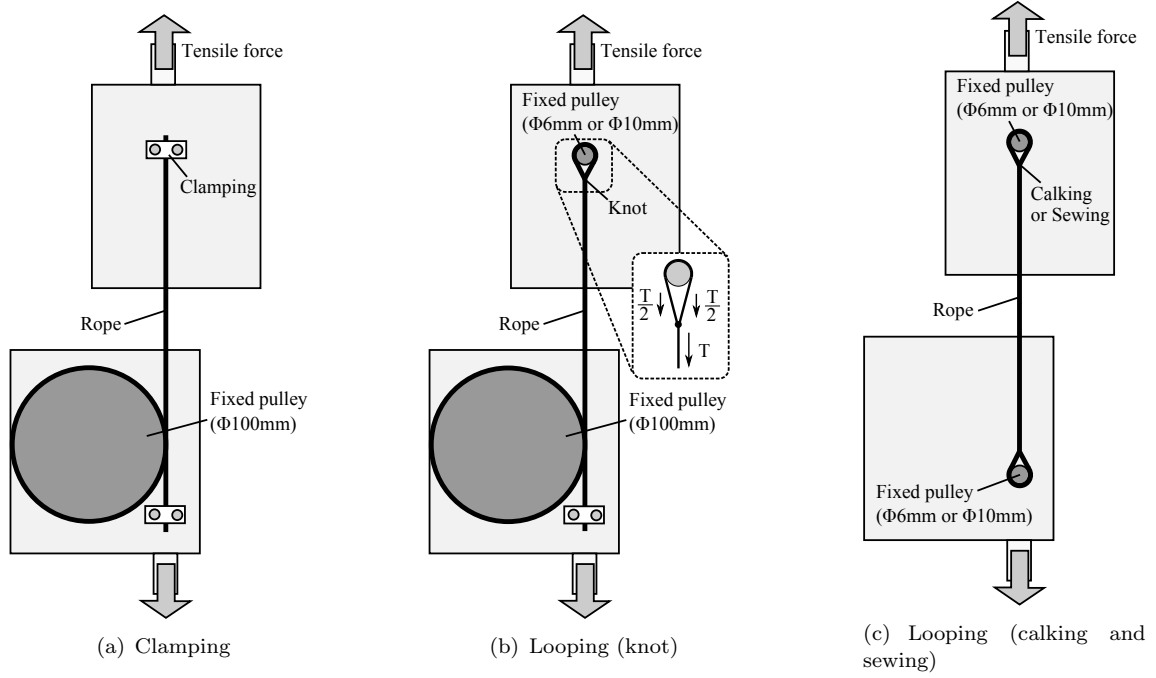 Tensile force
Clamping
Rope
Fixed pulley
(Φ100mm)
(a) Clamping
Tensile force
Fixed pulley
(Φ6mm or Φ10mm)
Knot
T/2
T/2
T
Fixed pulley
(Φ100mm)
(b) Looping (knot)
Tensile force
Fixed pulley
(Φ6mm or Φ10mm)
Calking
or Sewing
Rope
Fixed pulley
(Φ6mm or Φ10mm)
(c) Looping (calking and
sewing)